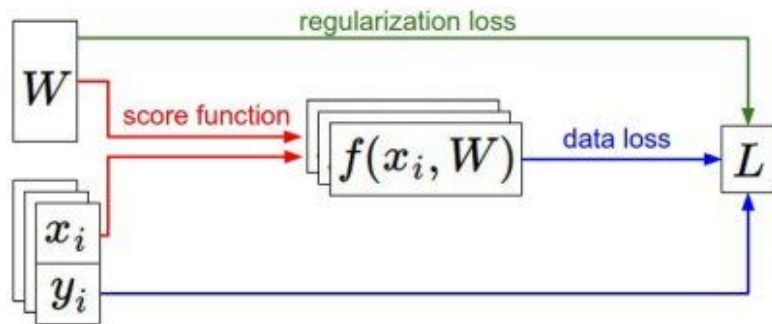 regularization loss
W
score function
f(x_i, W)
data loss
L
x_i
y_i